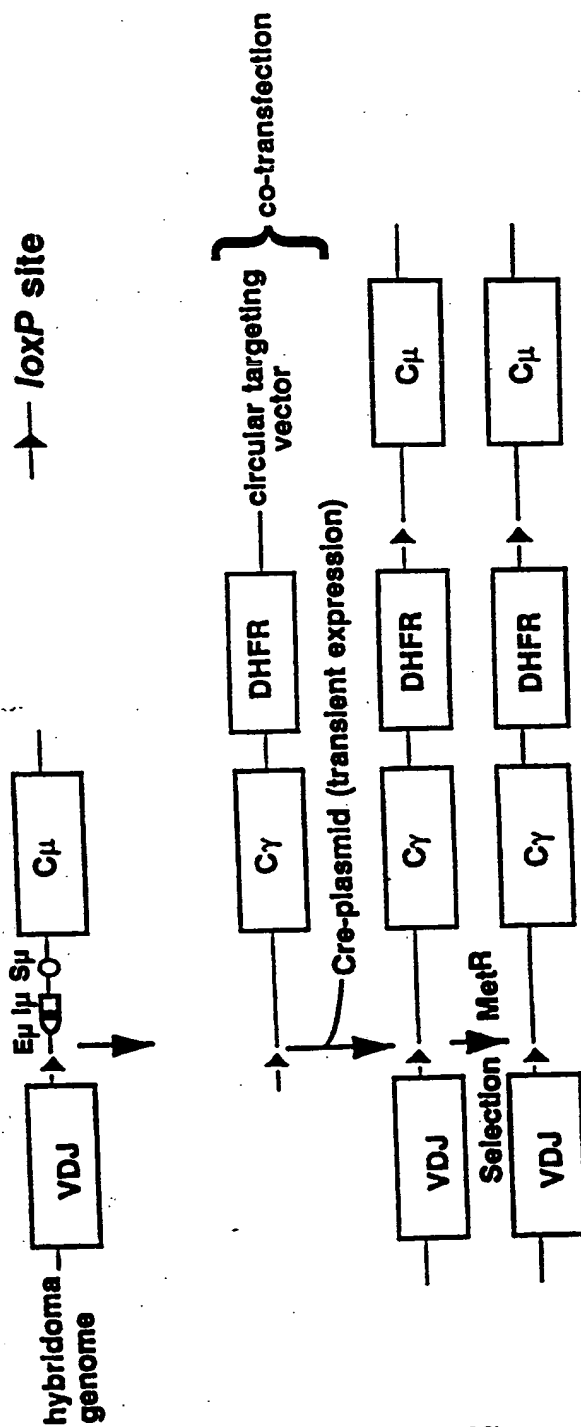 loxP site
Eμ Iμ Sμ
hybridoma
genome
VDJ
Cμ
Cγ
DHFR
circular targeting
vector
co-transfection
Cre-plasmid (transient expression)
VDJ
Cγ
DHFR
Cμ
Selection MetR
VDJ
Cγ
DHFR
Cμ